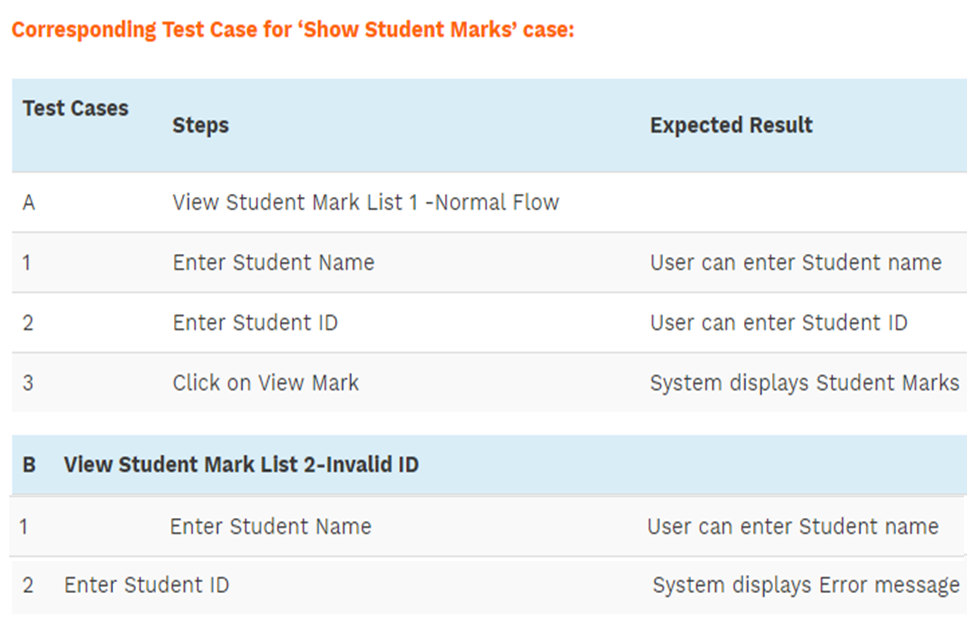 Corresponding Test Case for ‘Show Student Marks’ case:
Test Cases Steps Expected Result
A View Student Mark List 1 -Normal Flow
1 Enter Student Name User can enter Student name
2 Enter Student ID User can enter Student ID
3 Click on View Mark System displays Student Marks
B View Student Mark List 2-Invalid ID
1 Enter Student Name User can enter Student name
2 Enter Student ID System displays Error message